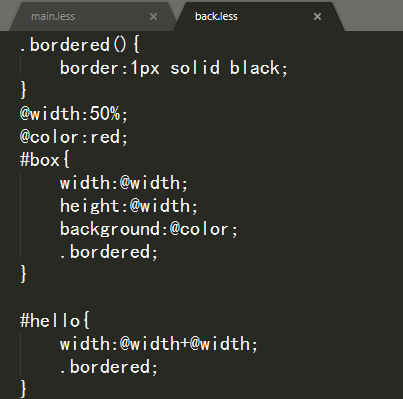 main.less × back.less ×
.bordered(){
    border:1px solid black;
}
@width:50%;
@color:red;
#box{
    width:@width;
    height:@width;
    background:@color;
    .bordered;
}

#hello{
    width:@width+@width;
    .bordered;
}